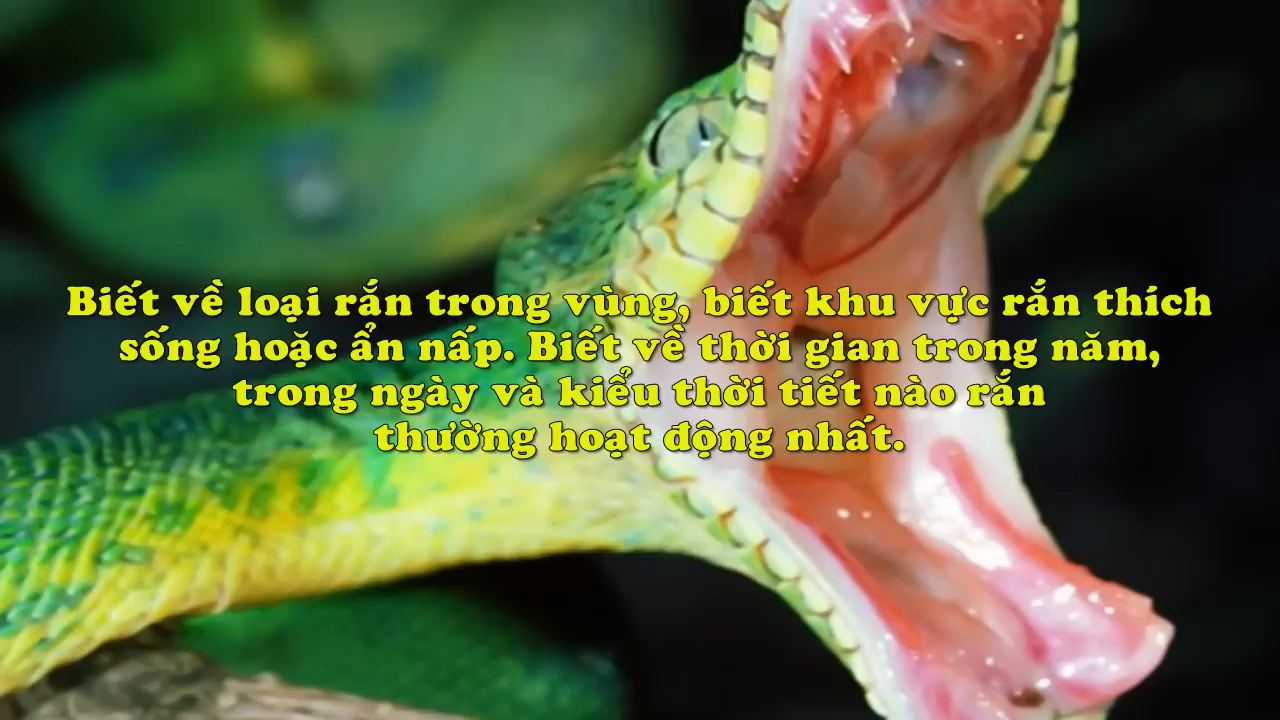 Biết về loại rắn trong vùng, biết khu vực rắn thích
sống hoặc ẩn nấp. Biết về thời gian trong năm,
trong ngày và kiểu thời tiết nào rắn
thường hoạt động nhất.